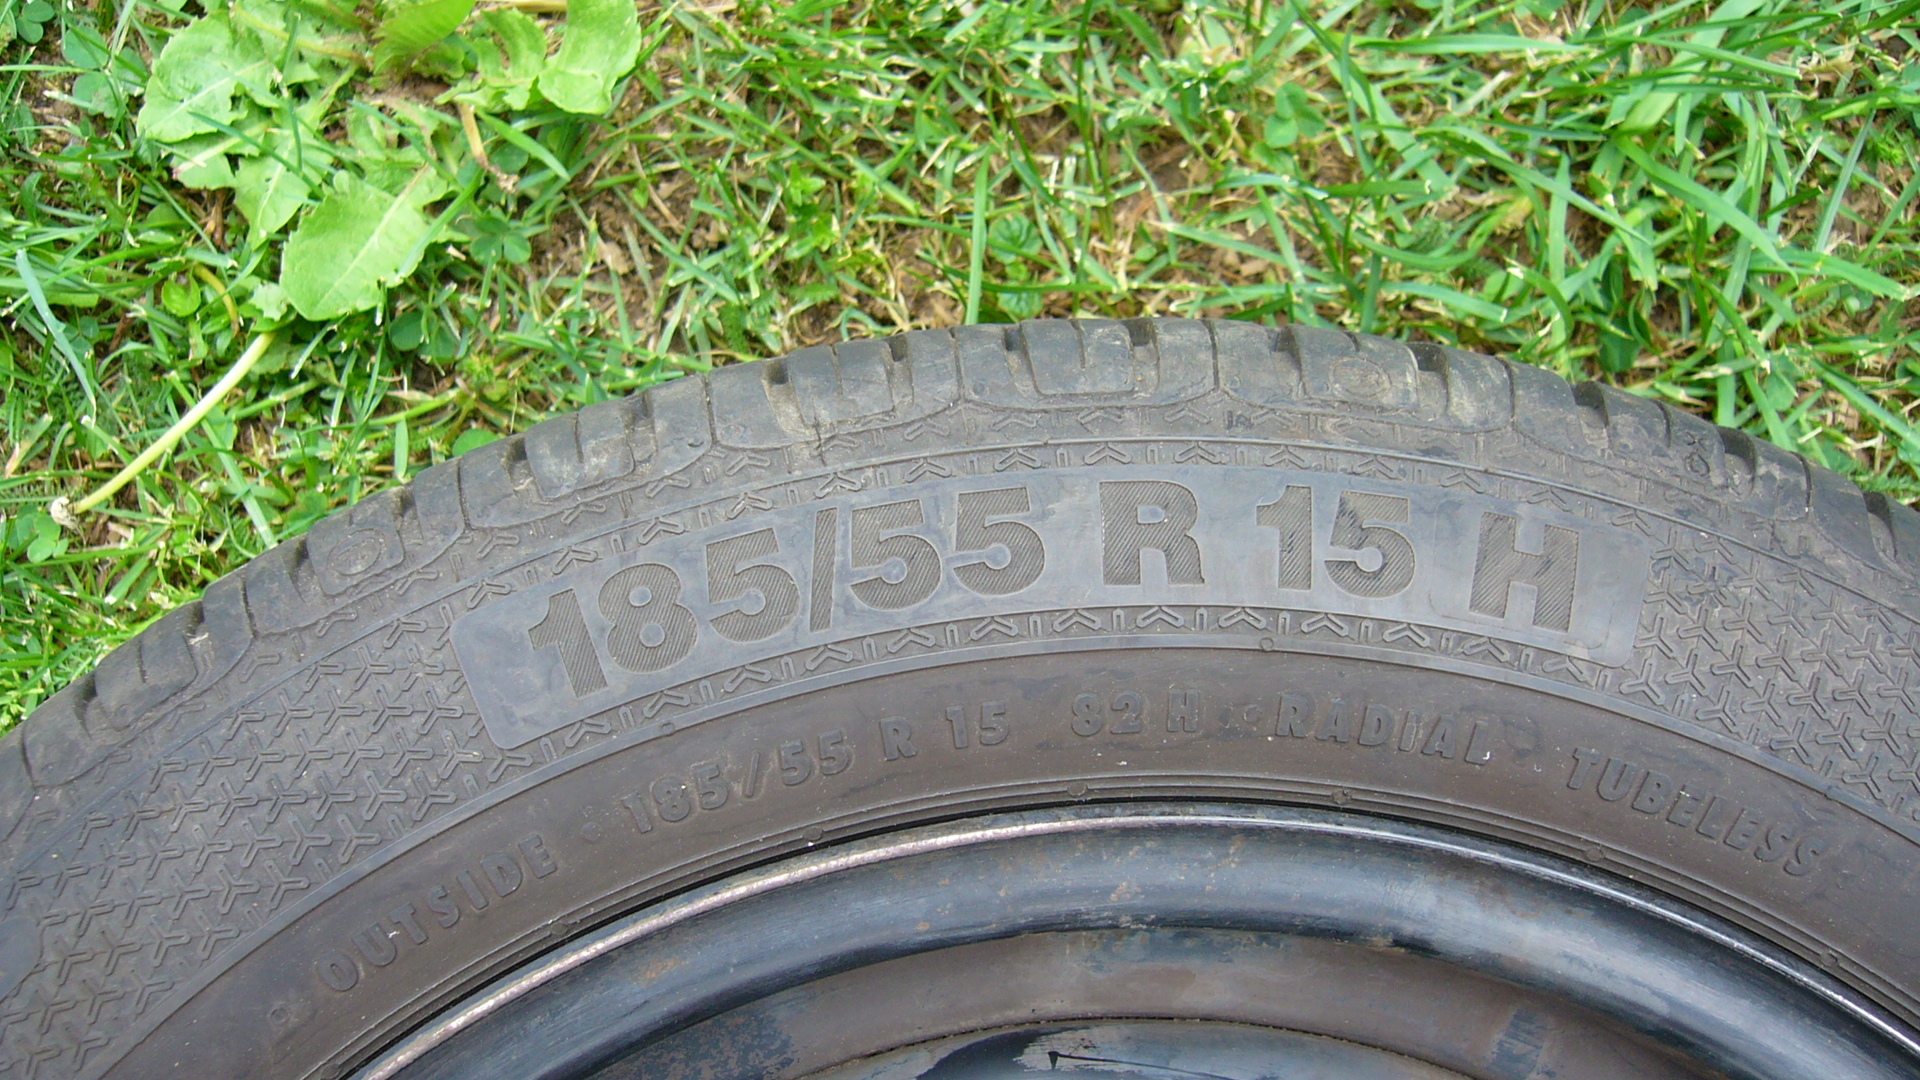 185/55 R 15 H
OUTSIDE · 185/55 R 15 82 H · RADIAL · TUBELESS